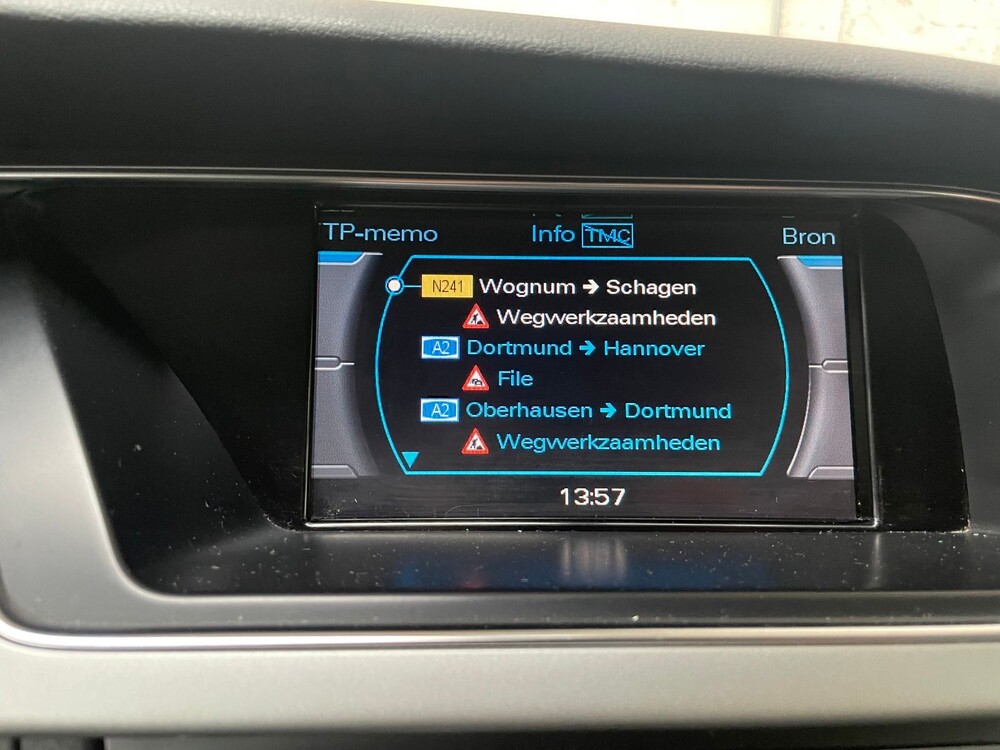 TP-memo Info TMC Bron
N241 Wognum → Schagen
Wegwerkzaamheden
A2 Dortmund → Hannover
File
A2 Oberhausen → Dortmund
Wegwerkzaamheden
13:57